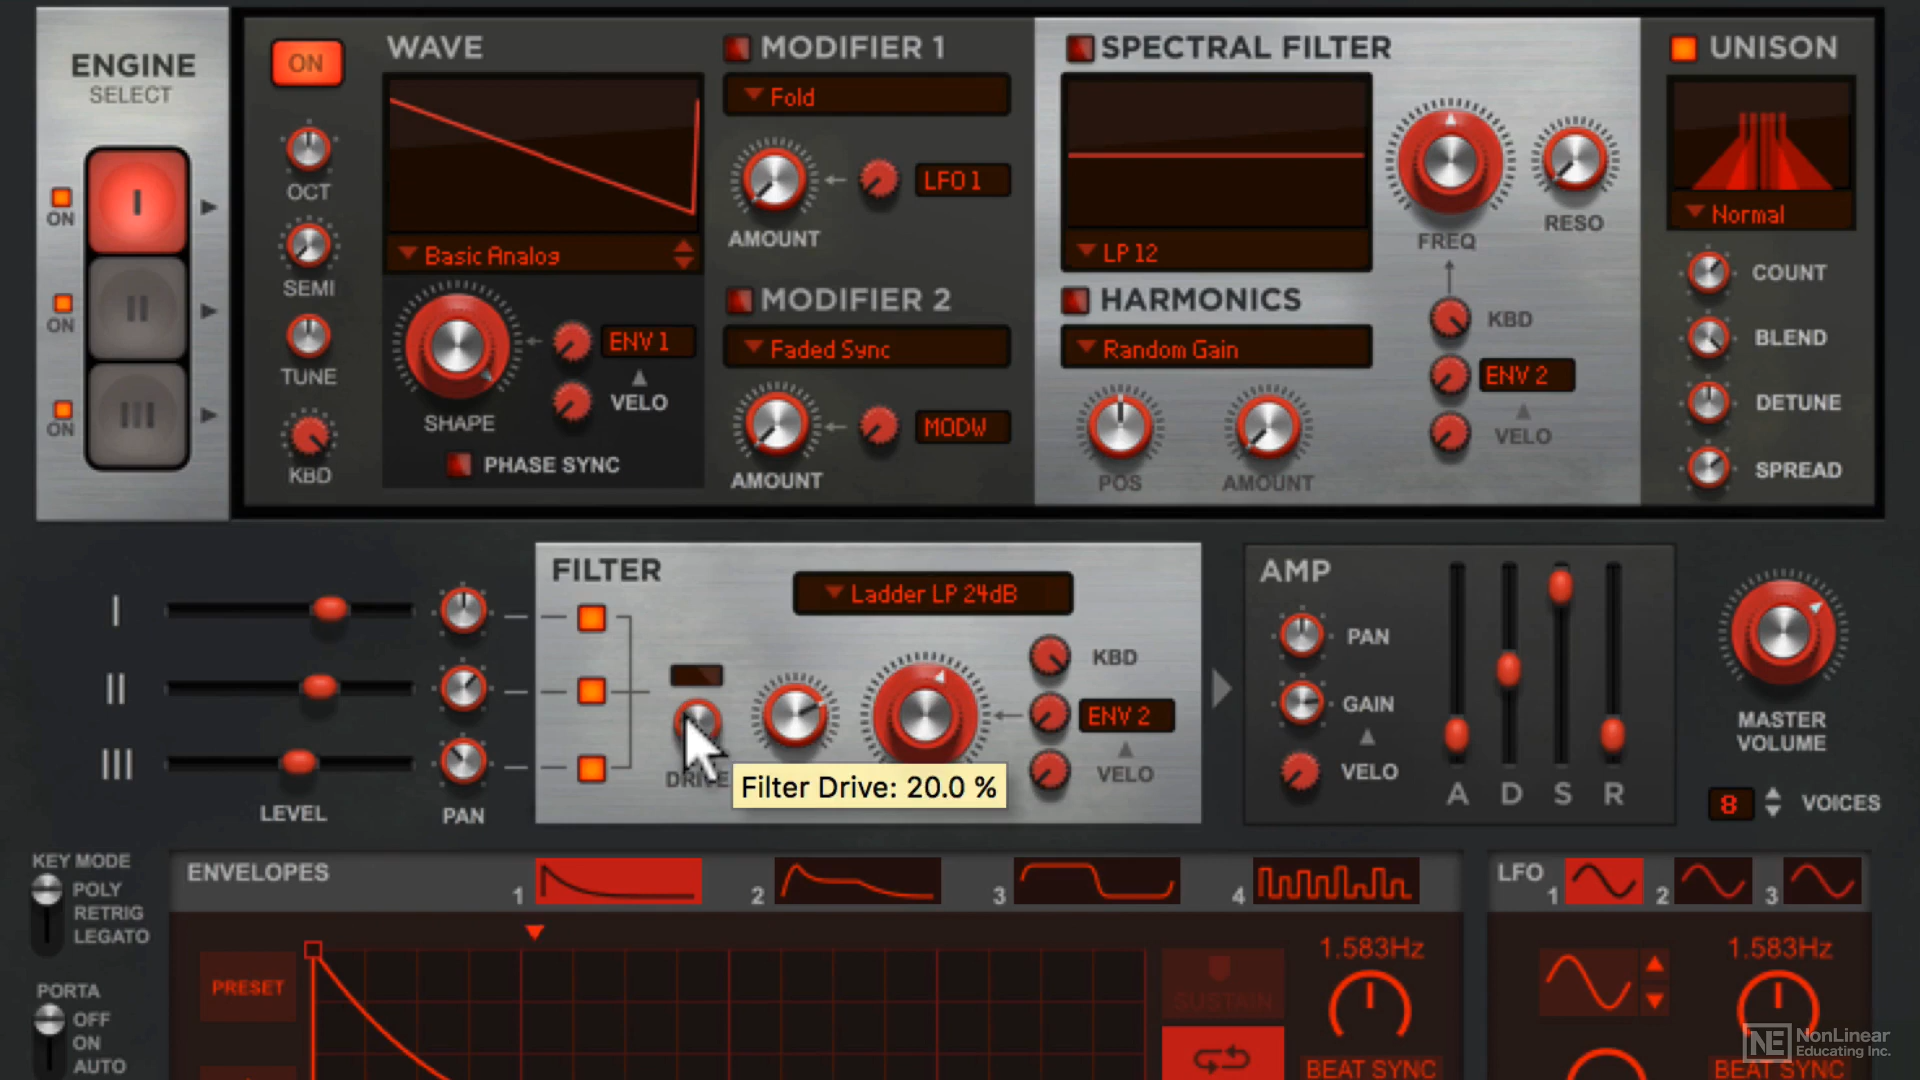 ENGINE
SELECT
ON
I
ON
II
ON
III
ON
OCT
SEMI
TUNE
KBD
WAVE
Basic Analog
SHAPE
ENV 1
VELO
PHASE SYNC
MODIFIER 1
Fold
AMOUNT
LFO 1
MODIFIER 2
Faded Sync
AMOUNT
MODW
SPECTRAL FILTER
LP 12
FREQ
RESO
KBD
ENV 2
VELO
HARMONICS
Random Gain
POS
AMOUNT
UNISON
Normal
COUNT
BLEND
DETUNE
SPREAD
I
II
III
LEVEL
PAN
FILTER
Ladder LP 24dB
DRIVE
Filter Drive: 20.0 %
KBD
ENV 2
VELO
AMP
PAN
GAIN
VELO
A D S R
MASTER
VOLUME
8 VOICES
KEY MODE
POLY
RETRIG
LEGATO
PORTA
OFF
ON
AUTO
ENVELOPES
1 2 3 4
PRESET
SUSTAIN
1.583Hz
BEAT SYNC
LFO
1 2 3
1.583Hz
BEAT SYNC
NE NonLinear
Educating Inc.